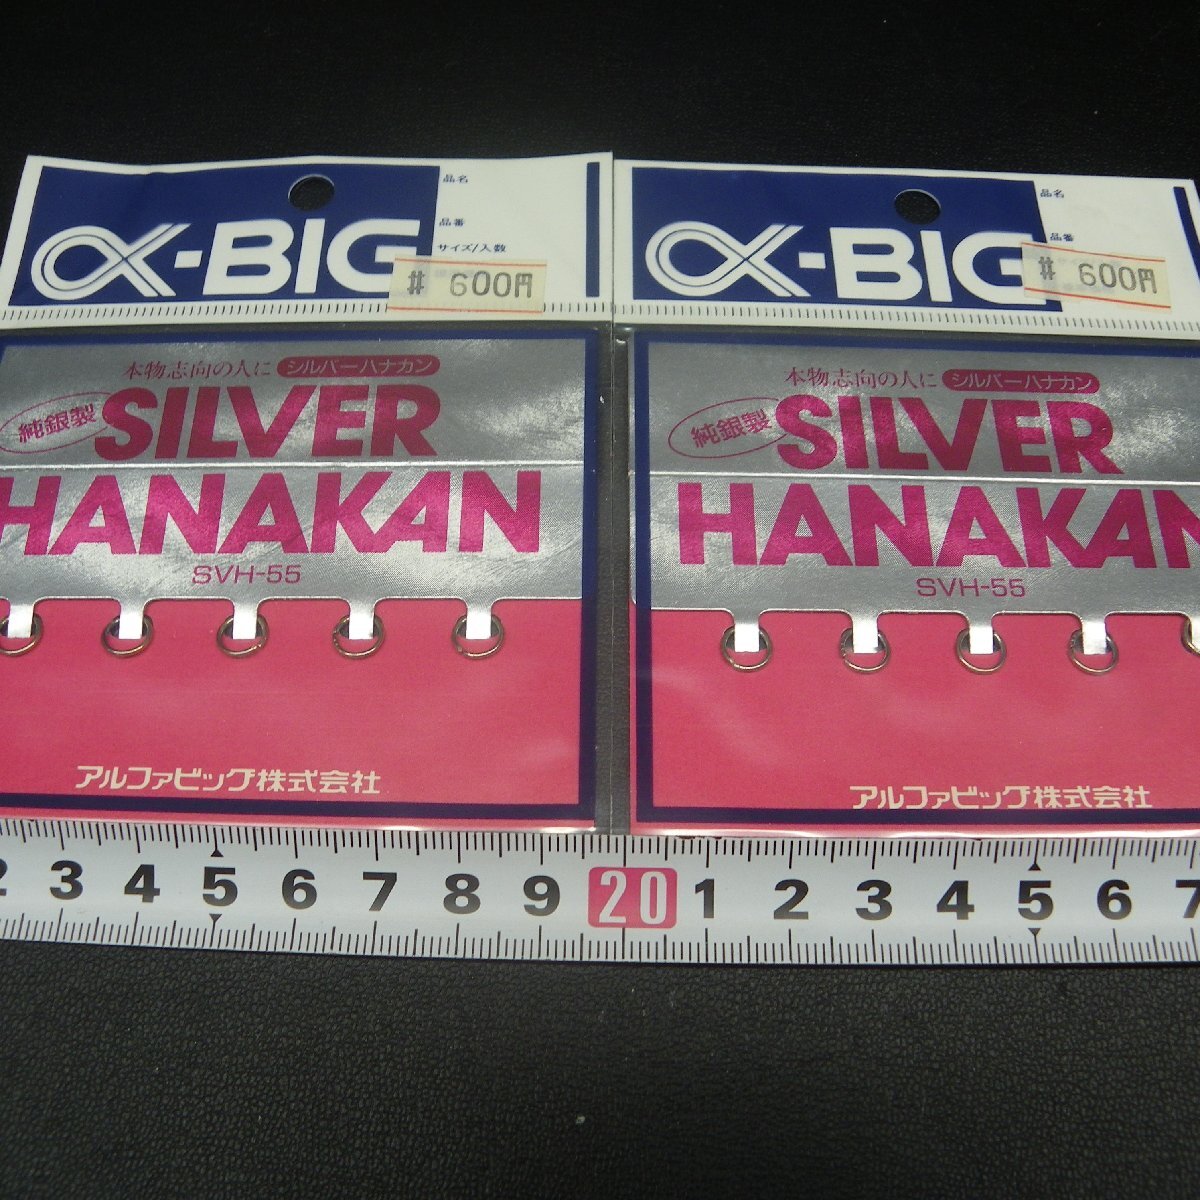 α-BIG
品名
品番
サイズ/入数
# 600円
本物志向の人に シルバーハナカン
純銀製 SILVER
HANAKAN
SVH-55
アルファビッグ株式会社
α-BIG
品名
品番
# 600円
本物志向の人に シルバーハナカン
純銀製 SILVER
HANAKAN
SVH-55
アルファビッグ株式会社
2 3 4 5 6 7 8 9 20 1 2 3 4 5 6 7